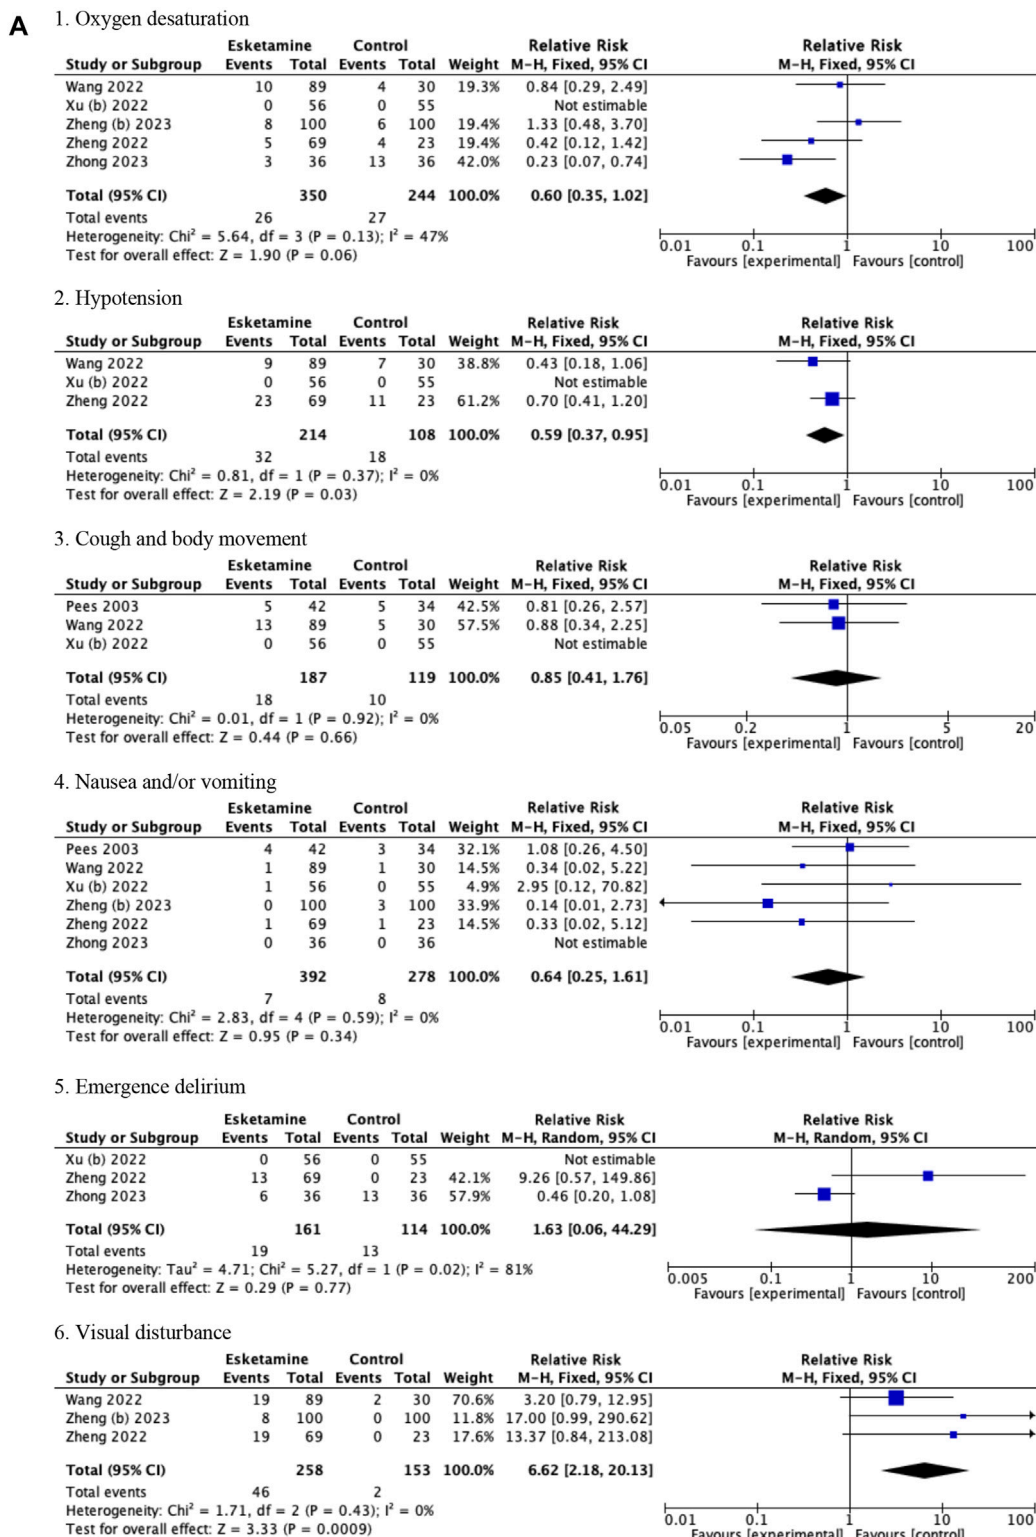 A
1. Oxygen desaturation
Esketamine Control Relative Risk Relative Risk
Study or Subgroup Events Total Events Total Weight M-H, Fixed, 95% CI M-H, Fixed, 95% CI
Wang 2022 10 89 4 30 19.3% 0.84 [0.29, 2.49]
Xu (b) 2022 0 56 0 55 Not estimable
Zheng (b) 2023 8 100 6 100 19.4% 1.33 [0.48, 3.70]
Zheng 2022 5 69 4 23 19.4% 0.42 [0.12, 1.42]
Zhong 2023 3 36 13 36 42.0% 0.23 [0.07, 0.74]
Total (95% CI) 350 244 100.0% 0.60 [0.35, 1.02]
Total events 26 27
Heterogeneity: Chi² = 5.64, df = 3 (P = 0.13); I² = 47%
Test for overall effect: Z = 1.90 (P = 0.06)
0.01 0.1 1 10 100
Favours [experimental] Favours [control]
2. Hypotension
Esketamine Control Relative Risk Relative Risk
Study or Subgroup Events Total Events Total Weight M-H, Fixed, 95% CI M-H, Fixed, 95% CI
Wang 2022 9 89 7 30 38.8% 0.43 [0.18, 1.06]
Xu (b) 2022 0 56 0 55 Not estimable
Zheng 2022 23 69 11 23 61.2% 0.70 [0.41, 1.20]
Total (95% CI) 214 108 100.0% 0.59 [0.37, 0.95]
Total events 32 18
Heterogeneity: Chi² = 0.81, df = 1 (P = 0.37); I² = 0%
Test for overall effect: Z = 2.19 (P = 0.03)
0.01 0.1 1 10 100
Favours [experimental] Favours [control]
3. Cough and body movement
Esketamine Control Relative Risk Relative Risk
Study or Subgroup Events Total Events Total Weight M-H, Fixed, 95% CI M-H, Fixed, 95% CI
Pees 2003 5 42 5 34 42.5% 0.81 [0.26, 2.57]
Wang 2022 13 89 5 30 57.5% 0.88 [0.34, 2.25]
Xu (b) 2022 0 56 0 55 Not estimable
Total (95% CI) 187 119 100.0% 0.85 [0.41, 1.76]
Total events 18 10
Heterogeneity: Chi² = 0.01, df = 1 (P = 0.92); I² = 0%
Test for overall effect: Z = 0.44 (P = 0.66)
0.05 0.2 1 5 20
Favours [experimental] Favours [control]
4. Nausea and/or vomiting
Esketamine Control Relative Risk Relative Risk
Study or Subgroup Events Total Events Total Weight M-H, Fixed, 95% CI M-H, Fixed, 95% CI
Pees 2003 4 42 3 34 32.1% 1.08 [0.26, 4.50]
Wang 2022 1 89 1 30 14.5% 0.34 [0.02, 5.22]
Xu (b) 2022 1 56 0 55 4.9% 2.95 [0.12, 70.82]
Zheng (b) 2023 0 100 3 100 33.9% 0.14 [0.01, 2.73]
Zheng 2022 1 69 1 23 14.5% 0.33 [0.02, 5.12]
Zhong 2023 0 36 0 36 Not estimable
Total (95% CI) 392 278 100.0% 0.64 [0.25, 1.61]
Total events 7 8
Heterogeneity: Chi² = 2.83, df = 4 (P = 0.59); I² = 0%
Test for overall effect: Z = 0.95 (P = 0.34)
0.01 0.1 1 10 100
Favours [experimental] Favours [control]
5. Emergence delirium
Esketamine Control Relative Risk Relative Risk
Study or Subgroup Events Total Events Total Weight M-H, Random, 95% CI M-H, Random, 95% CI
Xu (b) 2022 0 56 0 55 Not estimable
Zheng 2022 13 69 0 23 42.1% 9.26 [0.57, 149.86]
Zhong 2023 6 36 13 36 57.9% 0.46 [0.20, 1.08]
Total (95% CI) 161 114 100.0% 1.63 [0.06, 44.29]
Total events 19 13
Heterogeneity: Tau² = 4.71; Chi² = 5.27, df = 1 (P = 0.02); I² = 81%
Test for overall effect: Z = 0.29 (P = 0.77)
0.005 0.1 1 10 200
Favours [experimental] Favours [control]
6. Visual disturbance
Esketamine Control Relative Risk Relative Risk
Study or Subgroup Events Total Events Total Weight M-H, Fixed, 95% CI M-H, Fixed, 95% CI
Wang 2022 19 89 2 30 70.6% 3.20 [0.79, 12.95]
Zheng (b) 2023 8 100 0 100 11.8% 17.00 [0.99, 290.62]
Zheng 2022 19 69 0 23 17.6% 13.37 [0.84, 213.08]
Total (95% CI) 258 153 100.0% 6.62 [2.18, 20.13]
Total events 46 2
Heterogeneity: Chi² = 1.71, df = 2 (P = 0.43); I² = 0%
Test for overall effect: Z = 3.33 (P = 0.0009)
0.01 0.1 1 10 100
Favours [experimental] Favours [control]